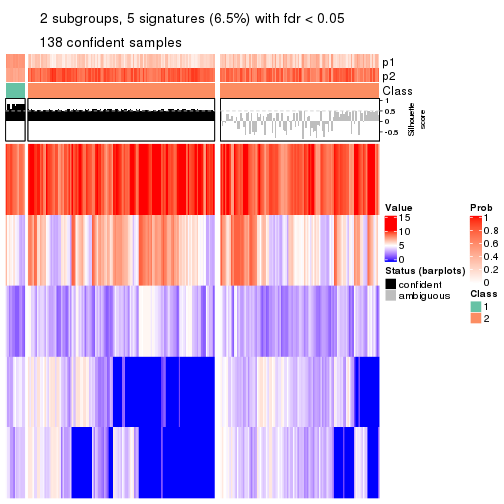 2 subgroups, 5 signatures (6.5%) with fdr < 0.05
138 confident samples
p1
p2
Class
1
0.5
0
-0.5
Silhouette
score
Value
15
10
5
0
Status (barplots)
confident
ambiguous
Prob
1
0.8
0.6
0.4
0.2
0
Class
1
2